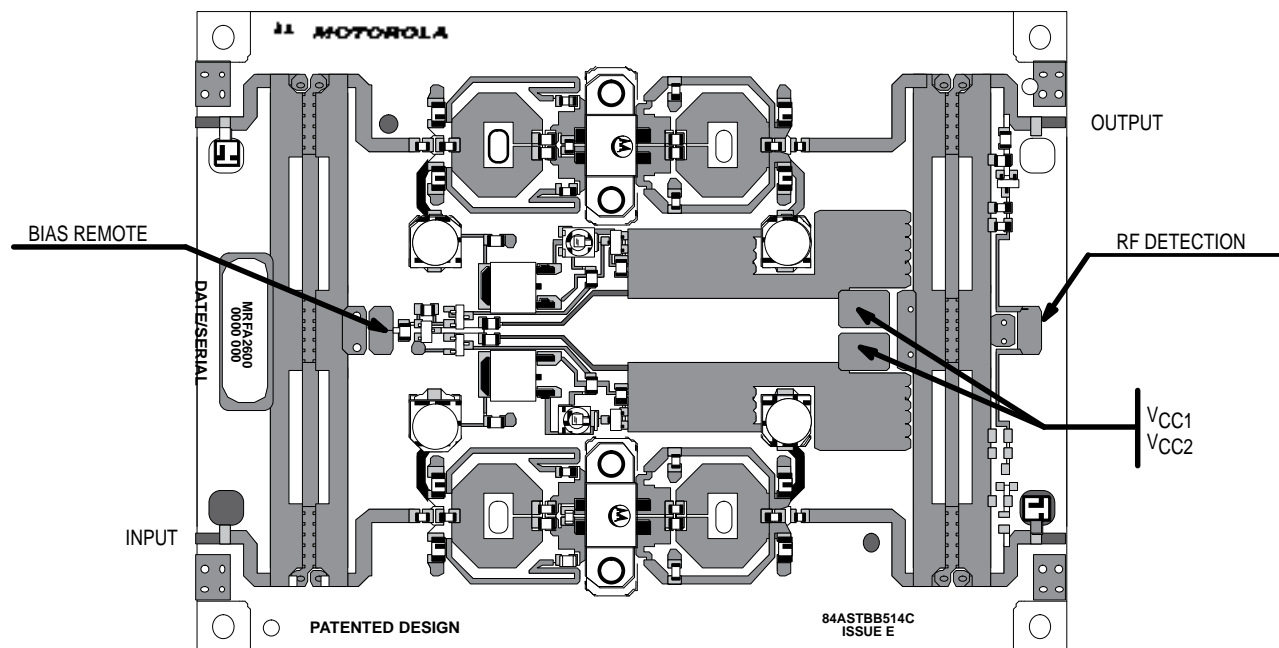 MOTOROLA
OUTPUT
BIAS REMOTE
RF DETECTION
DATE/SERIAL
MRFA2600
0000 000
VCC1
VCC2
INPUT
PATENTED DESIGN
84ASTBB514C
ISSUE E